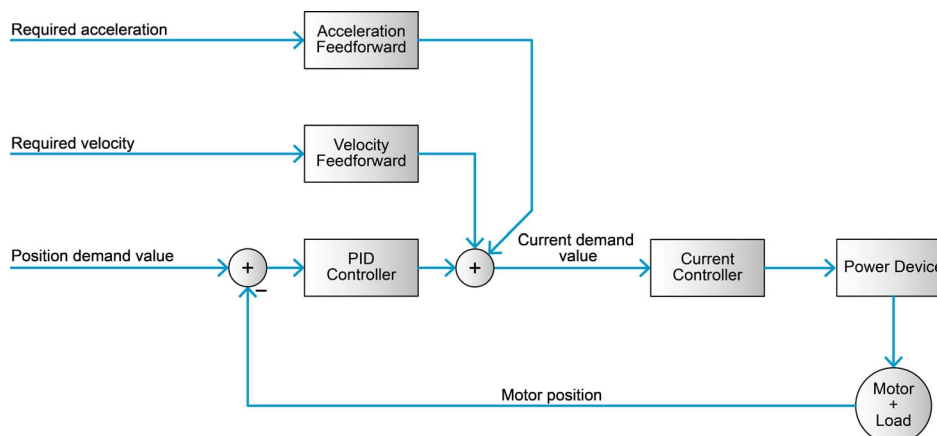 Required acceleration
Acceleration
Feedforward
Required velocity
Velocity
Feedforward
Position demand value
+
−
PID
Controller
+
Current demand
value
Current
Controller
Power Device
Motor position
Motor
+
Load